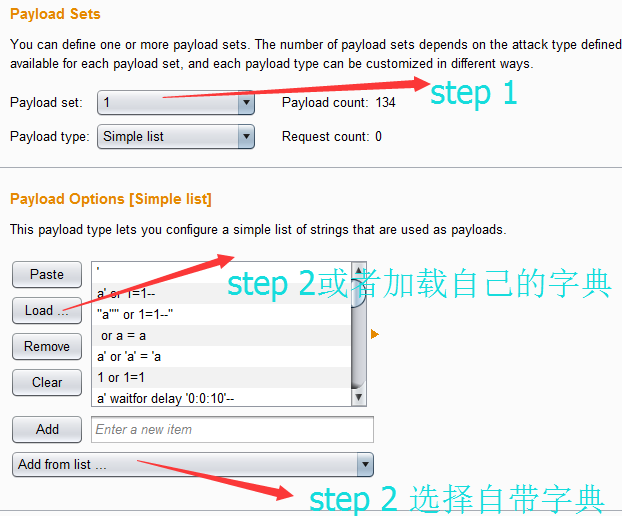 Payload Sets
You can define one or more payload sets. The number of payload sets depends on the attack type defined
available for each payload set, and each payload type can be customized in different ways.
Payload set: 1 Payload count: 134
step 1
Payload type: Simple list Request count: 0
Payload Options [Simple list]
This payload type lets you configure a simple list of strings that are used as payloads.
Paste
'
step 2或者加载自己的字典
a' or 1=1--
Load ...
"a"" or 1=1--"
or a = a
Remove
a' or 'a' = 'a
Clear
1 or 1=1
a' waitfor delay '0:0:10'--
Add
Enter a new item
Add from list ...
step 2 选择自带字典